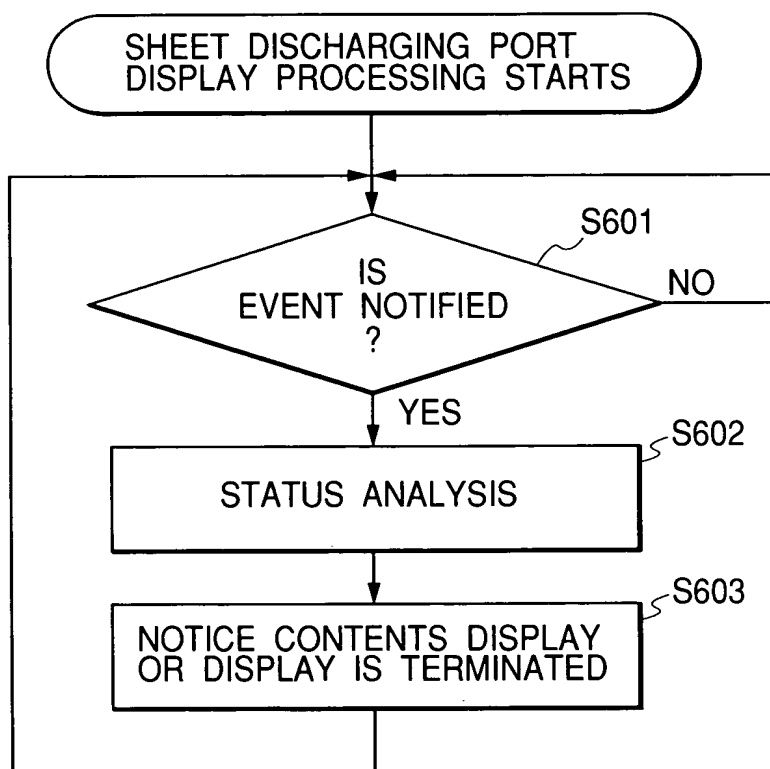 SHEET DISCHARGING PORT
DISPLAY PROCESSING STARTS
S601
IS
EVENT NOTIFIED
?
NO
YES
S602
STATUS ANALYSIS
S603
NOTICE CONTENTS DISPLAY
OR DISPLAY IS TERMINATED